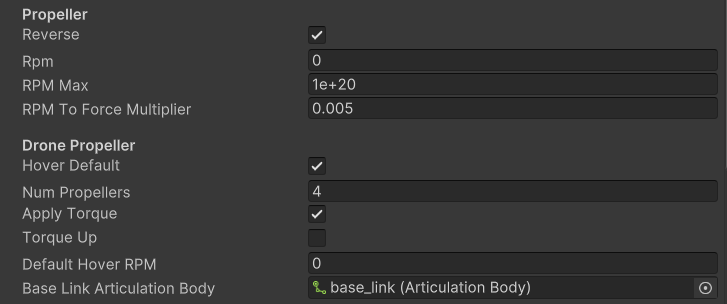 Propeller
Reverse
Rpm 0
RPM Max 1e+20
RPM To Force Multiplier 0.005
Drone Propeller
Hover Default
Num Propellers 4
Apply Torque
Torque Up
Default Hover RPM 0
Base Link Articulation Body base_link (Articulation Body)